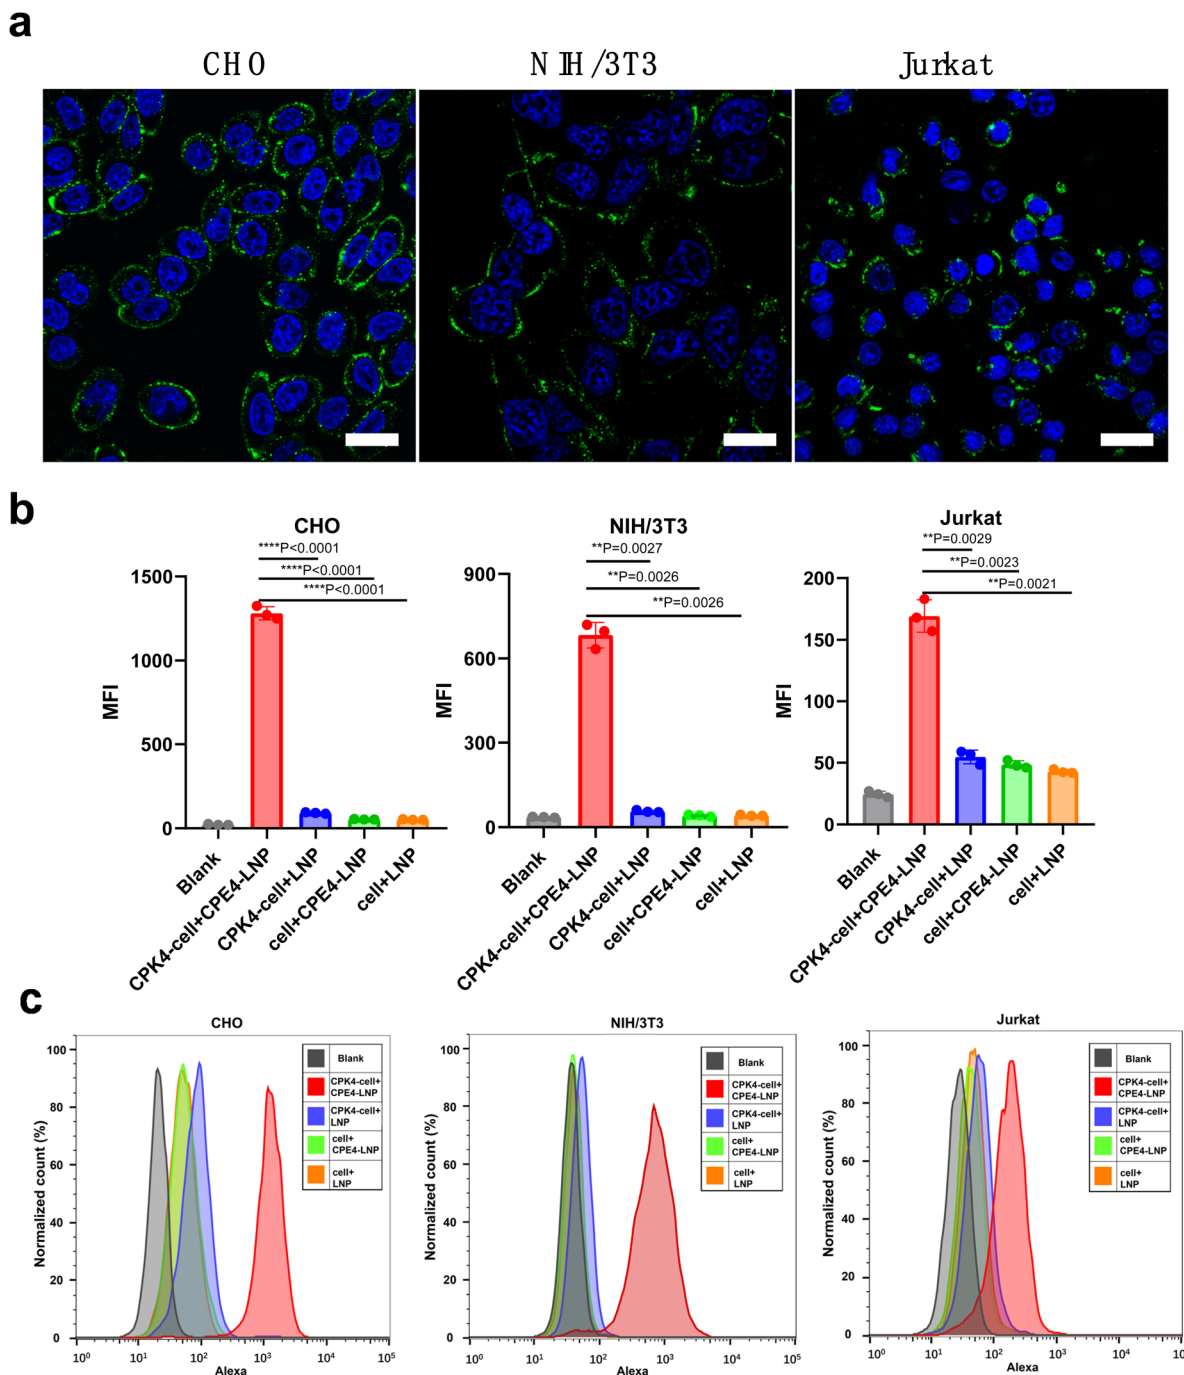 a
CHO
NIH/3T3
Jurkat
b
CHO
****P<0.0001
****P<0.0001
****P<0.0001
1500
1000
500
0
MFI
Blank
CPK4-cell+CPE4-LNP
CPK4-cell+LNP
cell+CPE4-LNP
cell+LNP
NIH/3T3
**P=0.0027
**P=0.0026
**P=0.0026
900
600
300
0
MFI
Blank
CPK4-cell+CPE4-LNP
CPK4-cell+LNP
cell+CPE4-LNP
cell+LNP
Jurkat
**P=0.0029
**P=0.0023
**P=0.0021
200
150
100
50
0
MFI
Blank
CPK4-cell+CPE4-LNP
CPK4-cell+LNP
cell+CPE4-LNP
cell+LNP
c
CHO
100
80
60
40
20
0
Normalized count (%)
Blank
CPK4-cell+
CPE4-LNP
CPK4-cell+
LNP
cell+
CPE4-LNP
cell+
LNP
10⁰ 10¹ 10² 10³ 10⁴ 10⁵
Alexa
NIH/3T3
100
80
60
40
20
0
Normalized count (%)
Blank
CPK4-cell+
CPE4-LNP
CPK4-cell+
LNP
cell+
CPE4-LNP
cell+
LNP
10⁰ 10¹ 10² 10³ 10⁴ 10⁵
Alexa
Jurkat
100
80
60
40
20
0
Normalized count (%)
Blank
CPK4-cell+
CPE4-LNP
CPK4-cell+
LNP
cell+
CPE4-LNP
cell+
LNP
10⁰ 10¹ 10² 10³ 10⁴ 10⁵
Alexa